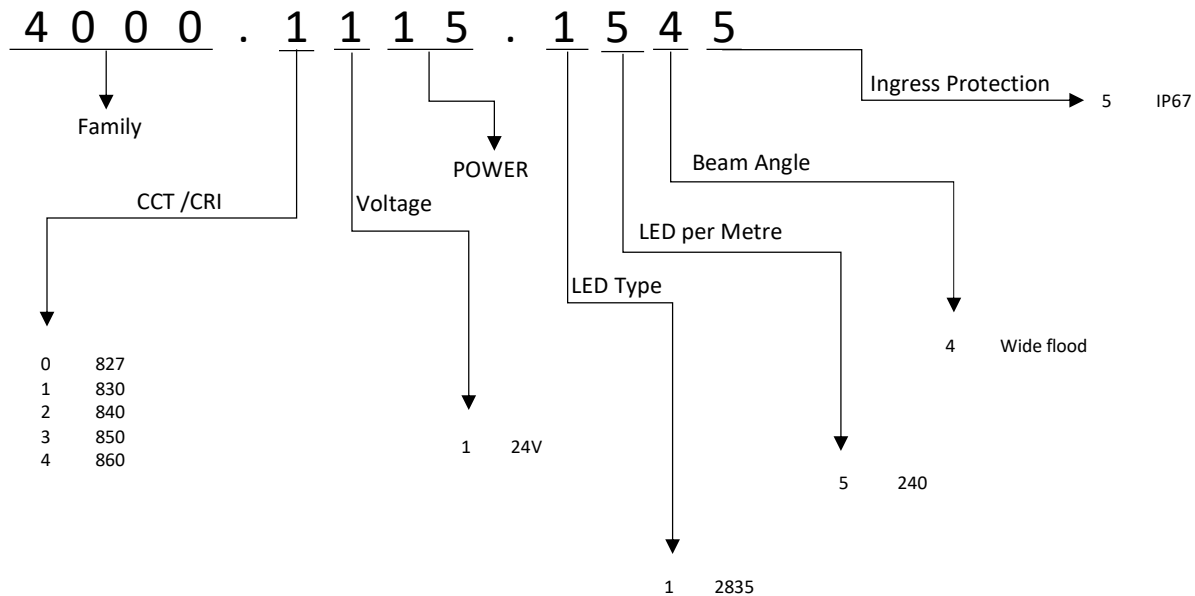 4 0 0 0 . 1 1 1 5 . 1 5 4 5
Ingress Protection
5 IP67
Family
POWER
Beam Angle
CCT /CRI
Voltage
LED per Metre
LED Type
4 Wide flood
0 827
1 830
2 840
3 850
4 860
1 24V
5 240
1 2835